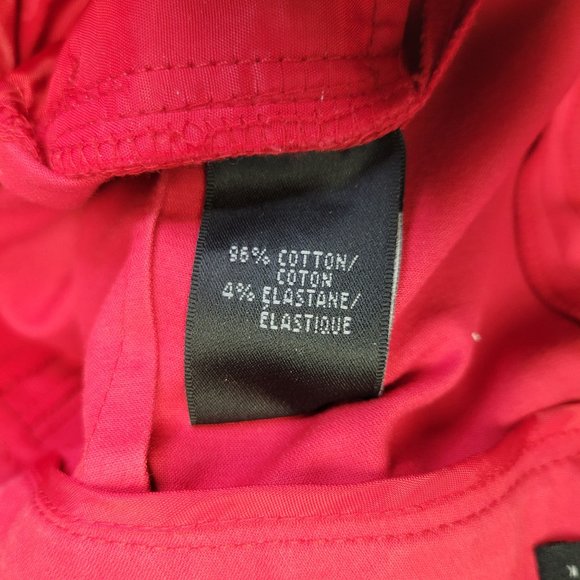 96% COTTON/
COTON
4% ELASTANE/
ÉLASTIQUE